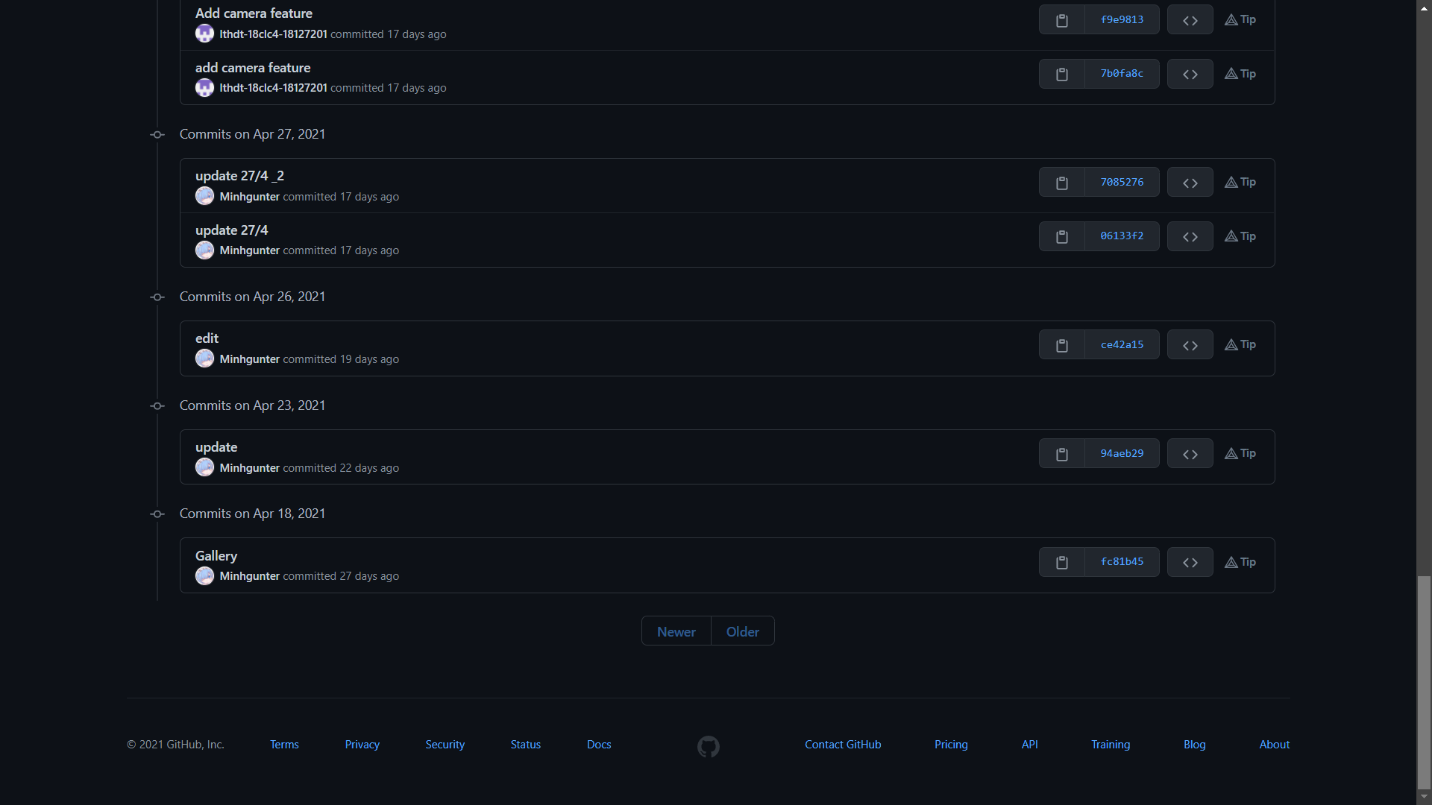 Add camera feature
lthdt-18clc4-18127201 committed 17 days ago
f9e9813
Tip
add camera feature
lthdt-18clc4-18127201 committed 17 days ago
7b0fa8c
Tip
Commits on Apr 27, 2021
update 27/4 _2
Minhgunter committed 17 days ago
7085276
Tip
update 27/4
Minhgunter committed 17 days ago
06133f2
Tip
Commits on Apr 26, 2021
edit
Minhgunter committed 19 days ago
ce42a15
Tip
Commits on Apr 23, 2021
update
Minhgunter committed 22 days ago
94aeb29
Tip
Commits on Apr 18, 2021
Gallery
Minhgunter committed 27 days ago
fc81b45
Tip
Newer Older
© 2021 GitHub, Inc. Terms Privacy Security Status Docs Contact GitHub Pricing API Training Blog About